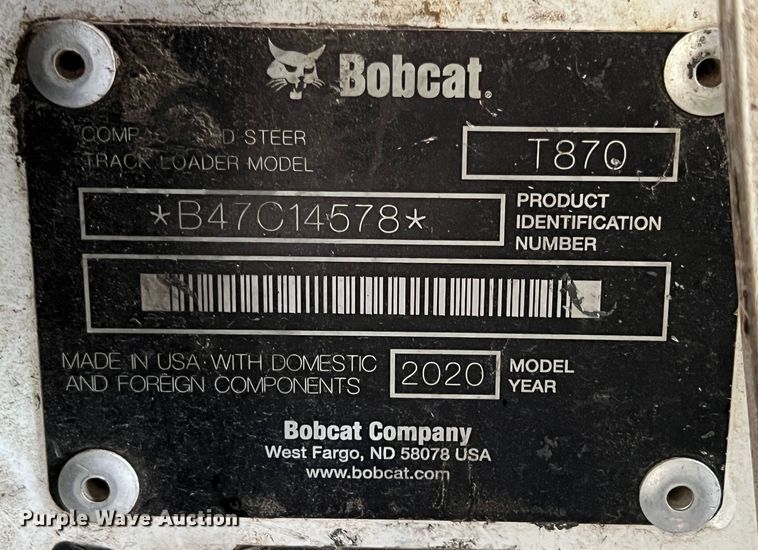 Bobcat®
STEER
TRACK LOADER MODEL
T870
*B47C14578*
PRODUCT
IDENTIFICATION
NUMBER
MADE IN USA WITH DOMESTIC
AND FOREIGN COMPONENTS
2020
MODEL
YEAR
Bobcat Company
West Fargo, ND 58078 USA
www.bobcat.com
Purple Wave Auction